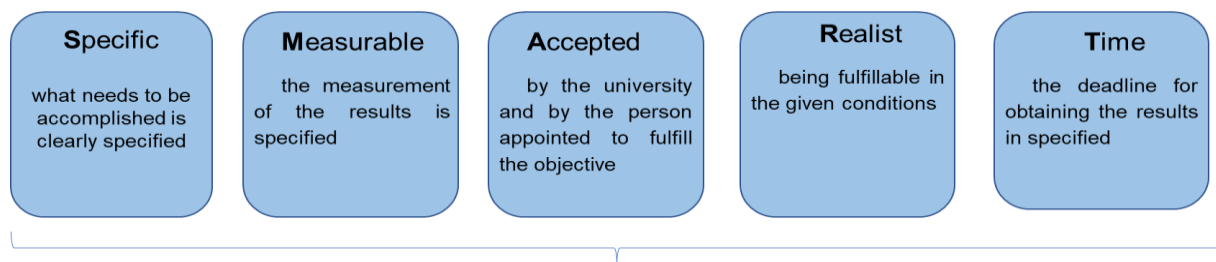 Specific
what needs to be
accomplished is
clearly specified
Measurable
the measurement
of the results is
specified
Accepted
by the university
and by the person
appointed to fulfill
the objective
Realist
being fulfillable in
the given conditions
Time
the deadline for
obtaining the results
in specified